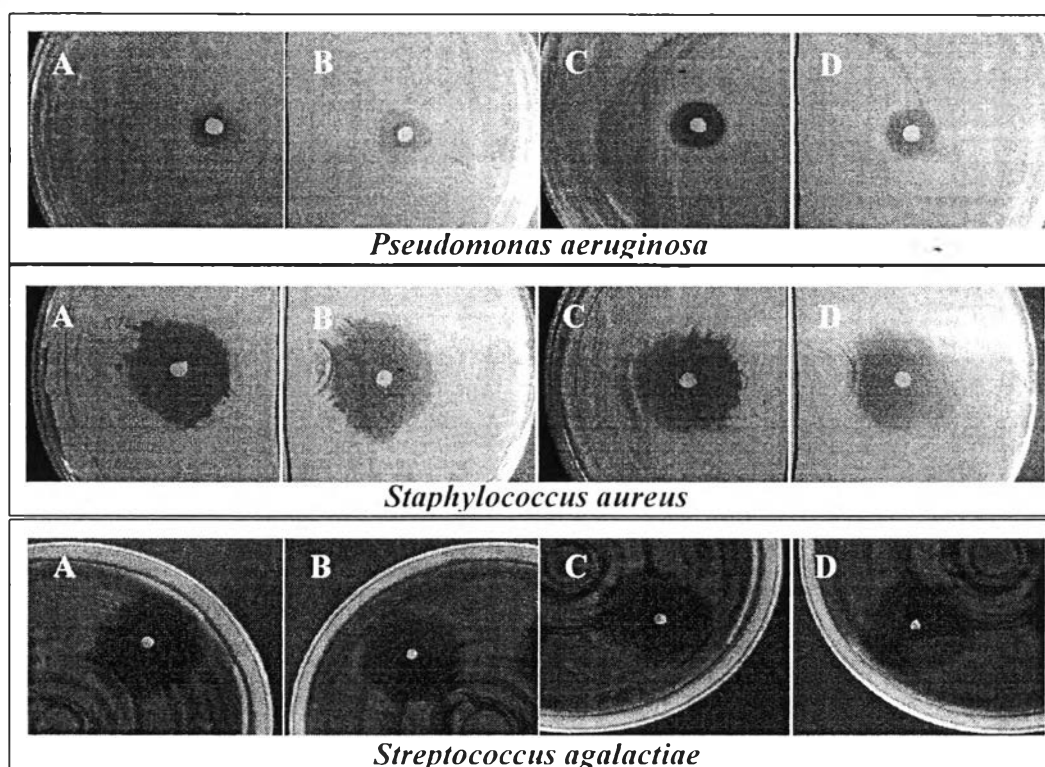 A B C D
Pseudomonas aeruginosa
A B C D
Staphylococcus aureus
A B C D
Streptococcus agalactiae